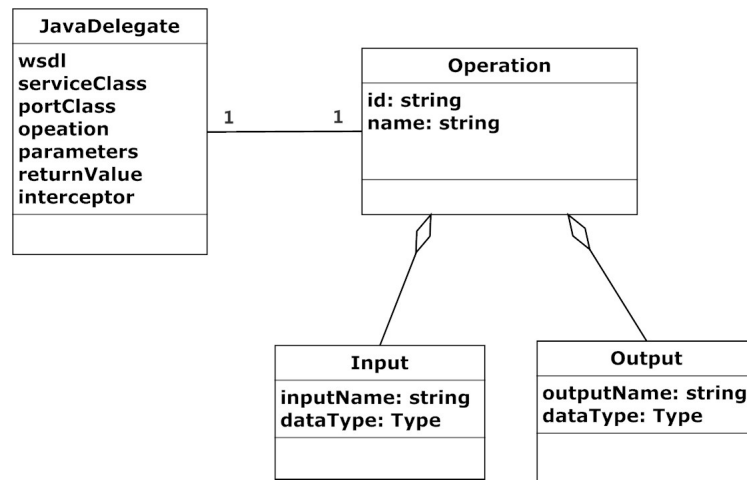 JavaDelegate
wsdl
serviceClass
portClass
opeation
parameters
returnValue
interceptor
1
1
Operation
id: string
name: string
Input
inputName: string
dataType: Type
Output
outputName: string
dataType: Type